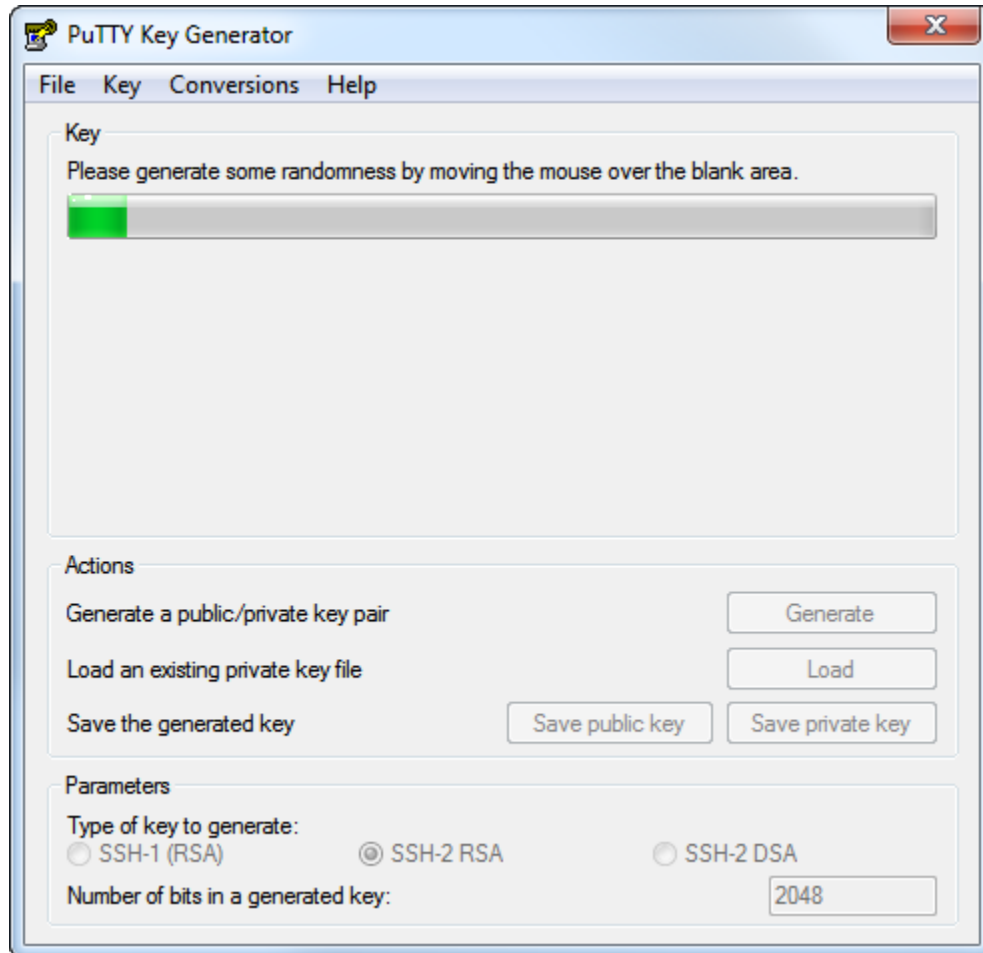 PuTTY Key Generator
File Key Conversions Help
Key
Please generate some randomness by moving the mouse over the blank area.
Actions
Generate a public/private key pair Generate
Load an existing private key file Load
Save the generated key Save public key Save private key
Parameters
Type of key to generate:
SSH-1 (RSA) SSH-2 RSA SSH-2 DSA
Number of bits in a generated key: 2048